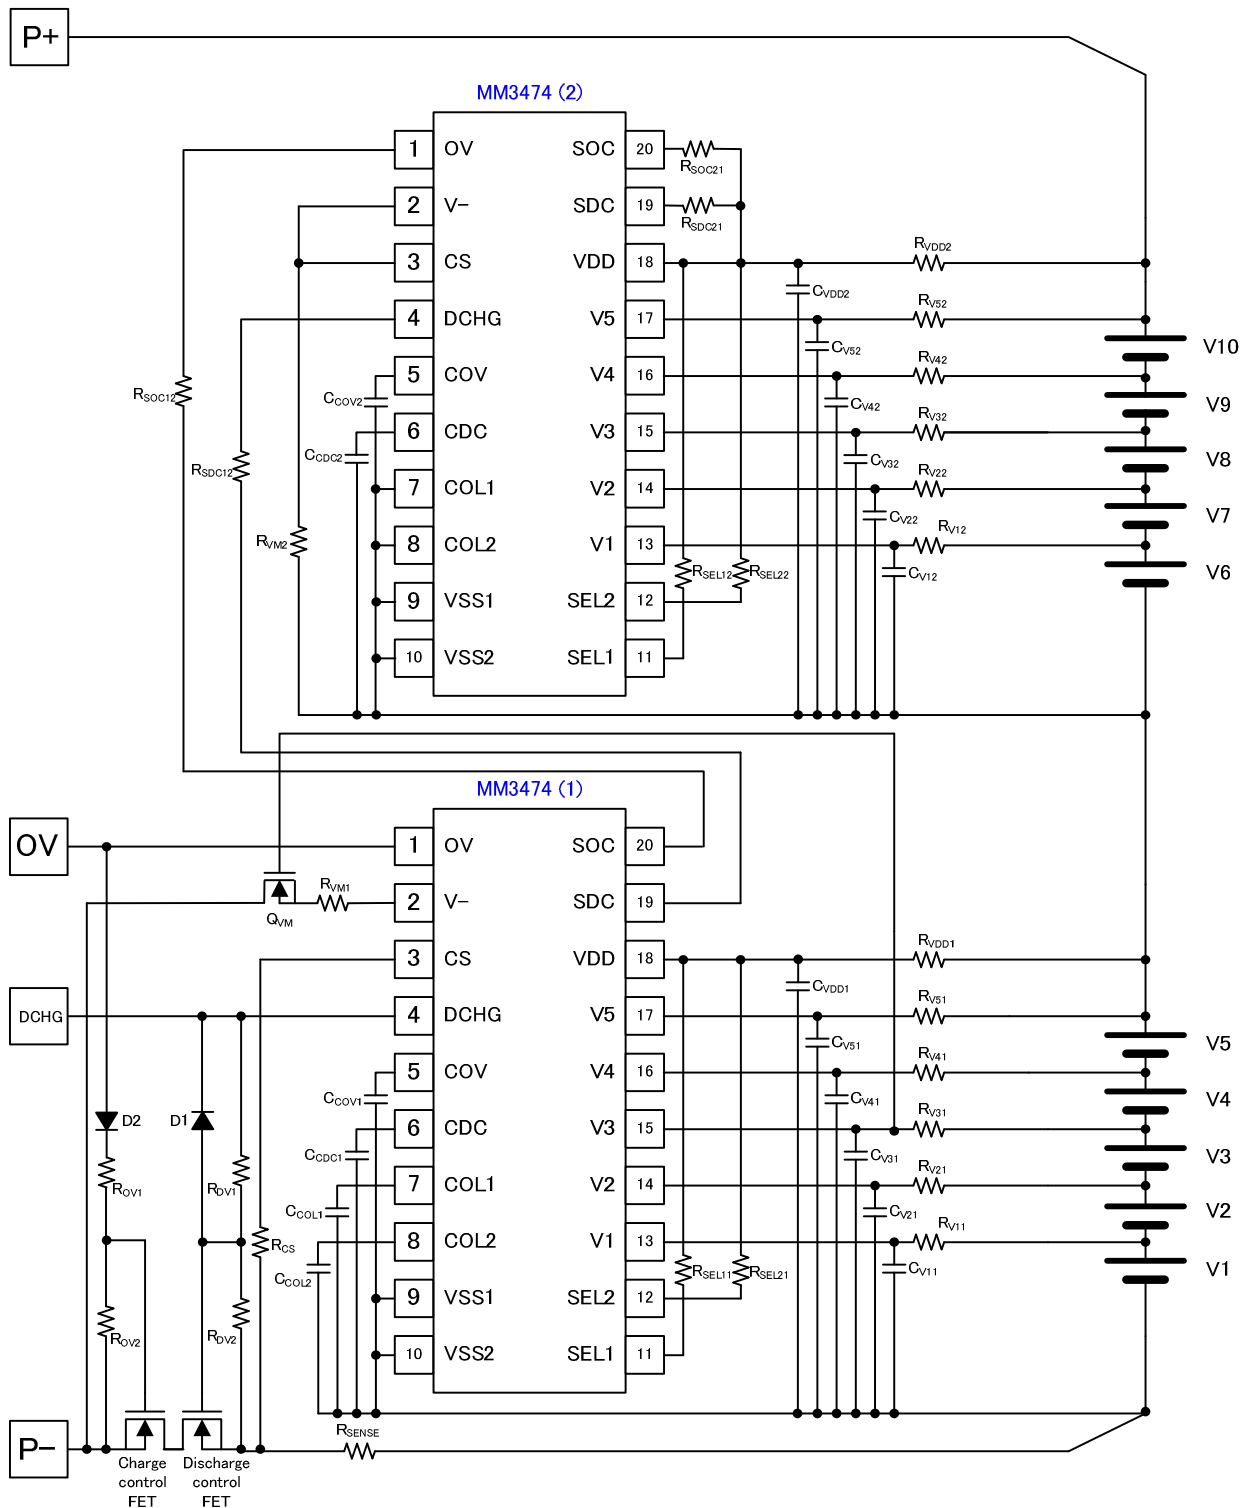 P+
MM3474 (2)
1 OV SOC 20
RSOC21
2 V- SDC 19
RSDC21
3 CS VDD 18
RVDD2
CVDD2
4 DCHG V5 17
RV52
CV52
V10
5 COV V4 16
RV42
RSOC12
CCOV2
CV42
V9
6 CDC V3 15
RV32
CCDC2
CV32
V8
RSDC12
7 COL1 V2 14
RV22
CV22
V7
8 COL2 V1 13
RV12
RVM2
RSEL12
RSEL22
CV12
V6
9 VSS1 SEL2 12
10 VSS2 SEL1 11
MM3474 (1)
OV
1 OV SOC 20
RVM1
2 V- SDC 19
QVM
3 CS VDD 18
RVDD1
CVDD1
DCHG
4 DCHG V5 17
RV51
CV51
V5
5 COV V4 16
RV41
CCOV1
CV41
V4
D2
D1
6 CDC V3 15
RV31
CCDC1
CV31
V3
ROV1
RDV1
7 COL1 V2 14
RV21
CCOL1
CV21
V2
8 COL2 V1 13
RV11
RCS
CCOL2
RSEL11
RSEL21
CV11
V1
9 VSS1 SEL2 12
ROV2
RDV2
10 VSS2 SEL1 11
P-
RSENSE
Charge
control
FET
Discharge
control
FET